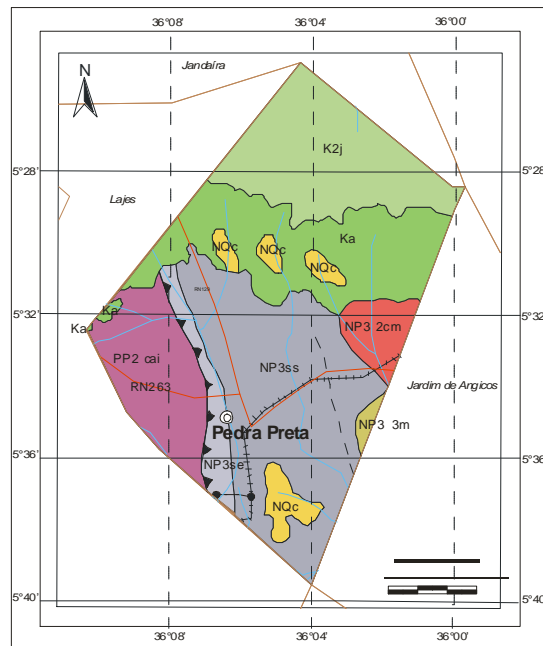 36°08' 36°04' 36°00'
Jandaíra
N
K2j
5°28' 5°28'
Lajes
Ka
NQc NQc NQc
RN129
Ka
5°32' 5°32'
Ka
NP3 2cm
PP2 cai
NP3ss
RN263
Jardim de Angicos
NP3 3m
Pedra Preta
5°36' 5°36'
NP3se
NQc
5°40' 5°40'
36°08' 36°04' 36°00'